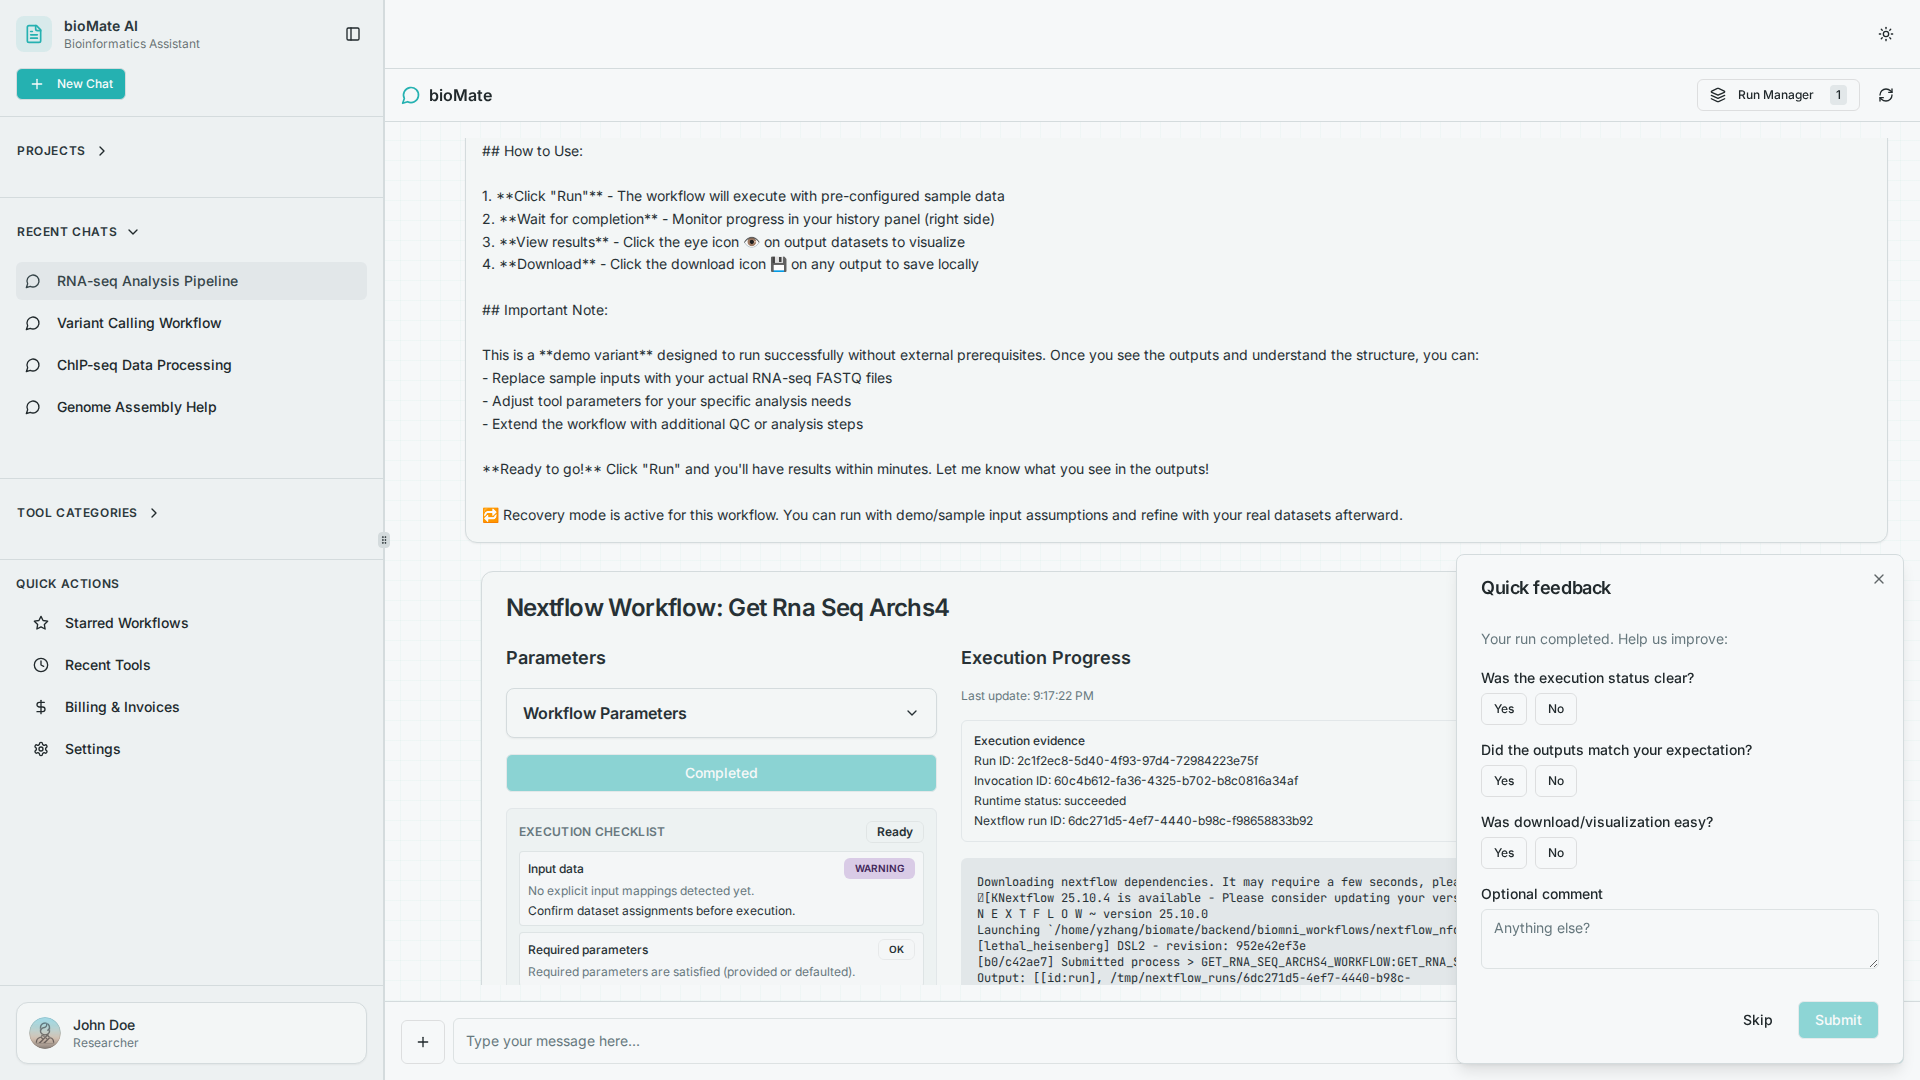 bioMate AI
Bioinformatics Assistant
New Chat
PROJECTS
RECENT CHATS
RNA-seq Analysis Pipeline
Variant Calling Workflow
ChIP-seq Data Processing
Genome Assembly Help
TOOL CATEGORIES
QUICK ACTIONS
Starred Workflows
Recent Tools
Billing & Invoices
Settings
John Doe
Researcher
bioMate
Run Manager 1
## How to Use:
1. **Click "Run"** - The workflow will execute with pre-configured sample data
2. **Wait for completion** - Monitor progress in your history panel (right side)
3. **View results** - Click the eye icon 👁 on output datasets to visualize
4. **Download** - Click the download icon 💾 on any output to save locally
## Important Note:
This is a **demo variant** designed to run successfully without external prerequisites. Once you see the outputs and understand the structure, you can:
- Replace sample inputs with your actual RNA-seq FASTQ files
- Adjust tool parameters for your specific analysis needs
- Extend the workflow with additional QC or analysis steps
**Ready to go!** Click "Run" and you'll have results within minutes. Let me know what you see in the outputs!
🔁 Recovery mode is active for this workflow. You can run with demo/sample input assumptions and refine with your real datasets afterward.
Nextflow Workflow: Get Rna Seq Archs4
Parameters
Workflow Parameters
Completed
EXECUTION CHECKLIST Ready
Input data WARNING
No explicit input mappings detected yet.
Confirm dataset assignments before execution.
Required parameters OK
Required parameters are satisfied (provided or defaulted).
Execution Progress
Last update: 9:17:22 PM
Execution evidence
Run ID: 2c1f2ec8-5d40-4f93-97d4-72984223e75f
Invocation ID: 60c4b612-fa36-4325-b702-b8c0816a34af
Runtime status: succeeded
Nextflow run ID: 6dc271d5-4ef7-4440-b98c-f98658833b92
Downloading nextflow dependencies. It may require a few seconds,
[KNextflow 25.10.4 is available - Please consider updating your
N E X T F L O W ~ version 25.10.0
Launching `/home/yzhang/biomate/backend/biomni_workflows/
[lethal_heisenberg] DSL2 - revision: 952e42ef3e
[b0/c42ae7] Submitted process > GET_RNA_SEQ_ARCHS4_WORKFLOW:
Output: [[id:run], /tmp/nextflow_runs/6dc271d5-4ef7-4440-b98c-
Type your message here...
Quick feedback
Your run completed. Help us improve:
Was the execution status clear?
Yes No
Did the outputs match your expectation?
Yes No
Was download/visualization easy?
Yes No
Optional comment
Anything else?
Skip Submit